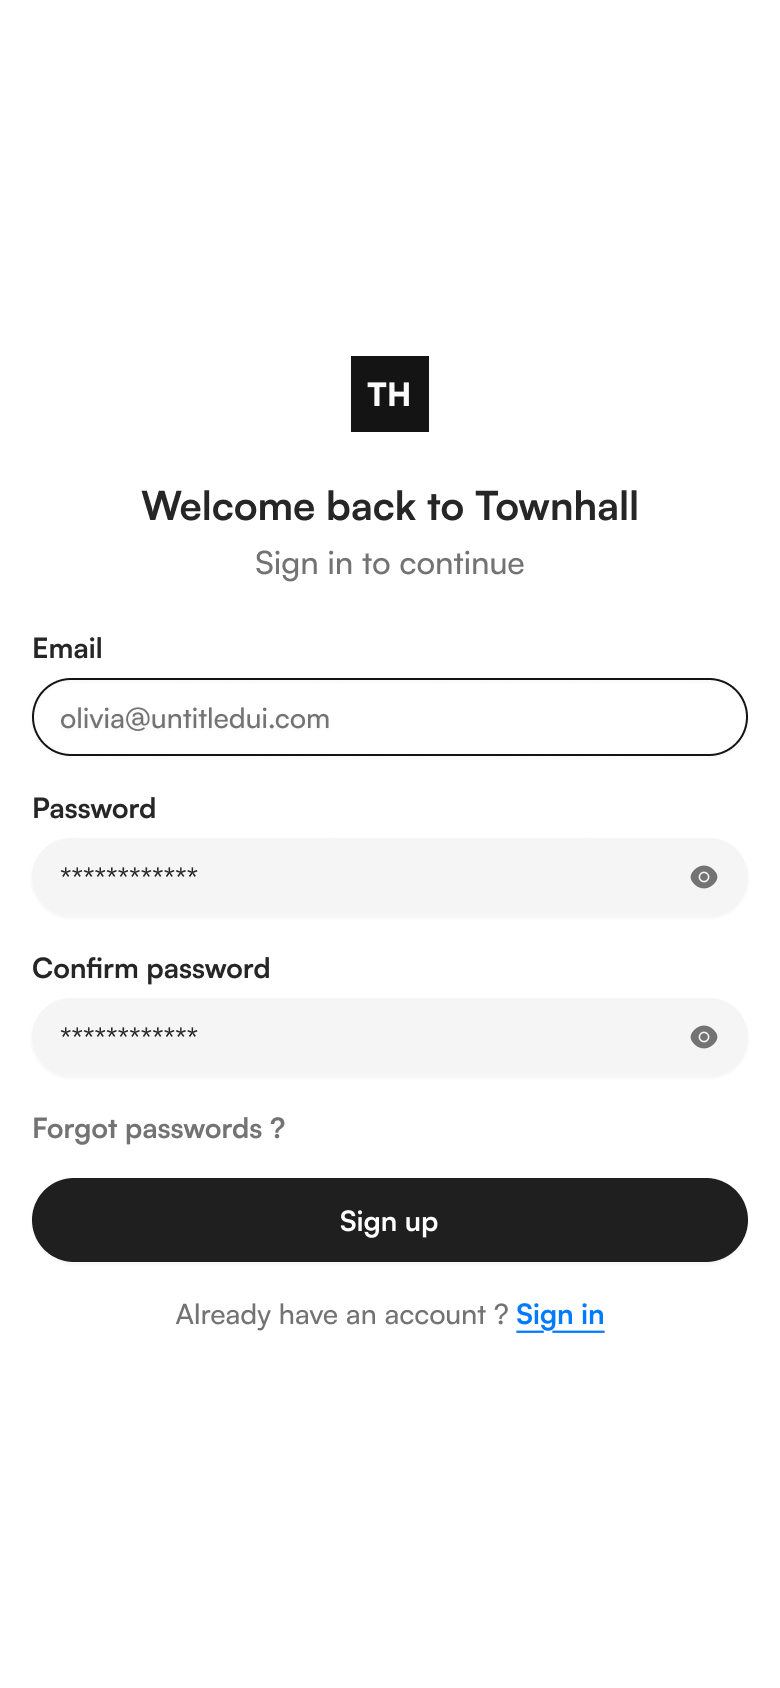 TH
Welcome back to Townhall
Sign in to continue
Email
olivia@untitledui.com
Password
************
Confirm password
************
Forgot passwords ?
Sign up
Already have an account ? Sign in